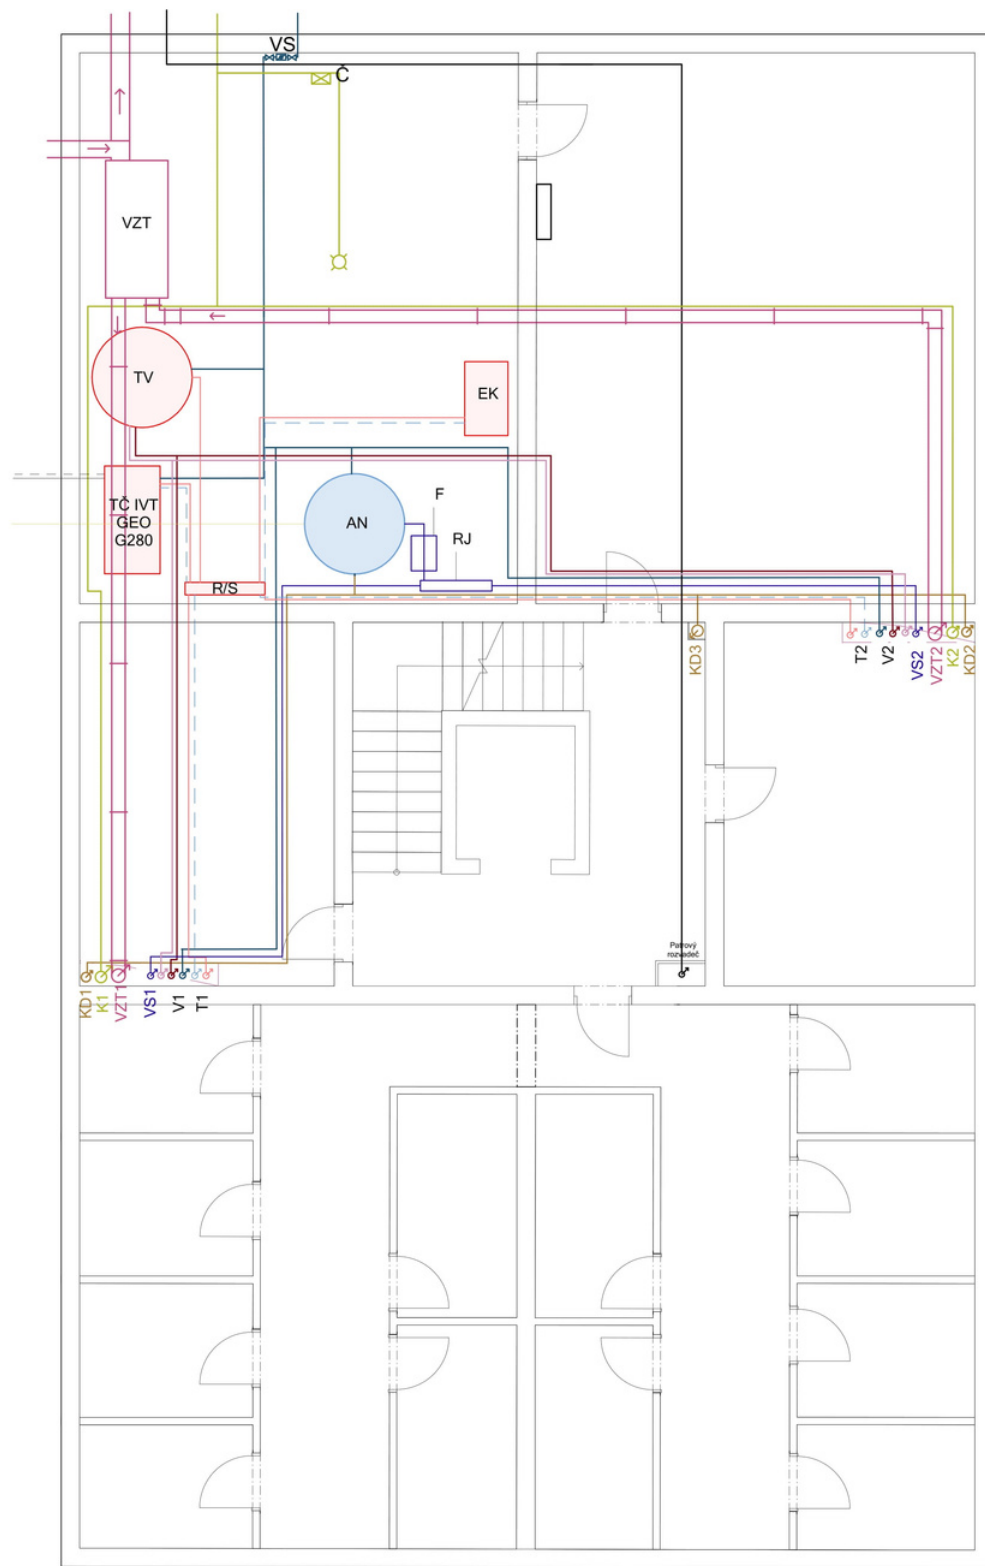 VS
Č
VZT
TV
EK
TČ IVT
GEO
G280
AN
F
RJ
R/S
KD3
T2
V2
VS2
VZT2
K2
KD2
Patrový
rozvaděč
KD1
K1
VZT1
VS1
V1
T1